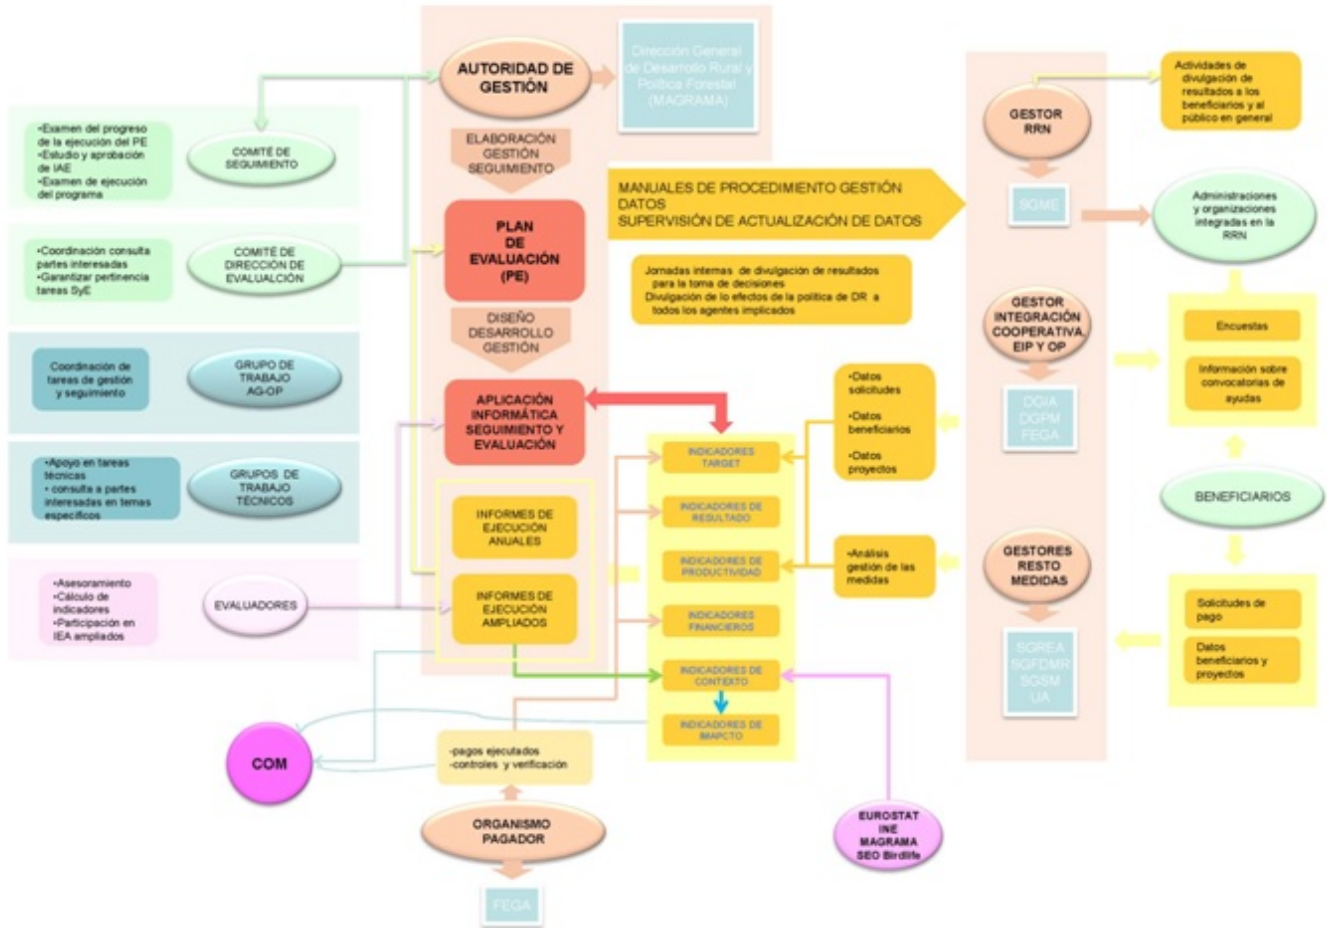 AUTORIDAD DE
GESTIÓN
Dirección General
de Desarrollo Rural y
Política Forestal
(MAGRAMA)
ELABORACIÓN
GESTIÓN
SEGUIMIENTO
•Examen del progreso
de la ejecución del PE
•Estudio y aprobación
de IAE
•Examen de ejecución
del programa
COMITÉ DE
SEGUIMIENTO
•Coordinación consulta
partes interesadas
•Garantizar pertinencia
tareas SyE
COMITÉ DE
DIRECCIÓN DE
EVALUALCIÓN
Coordinación de
tareas de gestión
y seguimiento
GRUPO DE
TRABAJO
AG-OP
•Apoyo en tareas
técnicas
• consulta a partes
interesadas en temas
específicos
GRUPOS DE
TRABAJO
TÉCNICOS
•Asesoramiento
•Cálculo de
indicadores
•Participación en
IEA ampliados
EVALUADORES
PLAN
DE
EVALUACIÓN
(PE)
DISEÑO
DESARROLLO
GESTIÓN
APLICACIÓN
INFORMÁTICA
SEGUIMIENTO Y
EVALUACIÓN
INFORMES DE
EJECUCIÓN
ANUALES
INFORMES DE
EJECUCIÓN
AMPLIADOS
MANUALES DE PROCEDIMIENTO GESTIÓN
DATOS
SUPERVISIÓN DE ACTUALIZACIÓN DE DATOS
Jornadas internas de divulgación de resultados
para la toma de decisiones
Divulgación de lo efectos de la política de DR a
todos los agentes implicados
•Datos
solicitudes
•Datos
beneficiarios
•Datos
proyectos
•Análisis
gestión de las
medidas
INDICADORES
TARGET
INDICADORES DE
RESULTADO
INDICADORES DE
PRODUCTIVIDAD
INDICADORES
FINANCIEROS
INDICADORES DE
CONTEXTO
INDICADORES DE
IMAPCTO
COM
-pagos ejecutados
-controles y verificación
ORGANISMO
PAGADOR
FEGA
EUROSTAT
INE
MAGRAMA
SEO Birdlife
GESTOR
RRN
SGME
GESTOR
INTEGRACIÓN
COOPERATIVA,
EIP Y OP
DGIA
DGPM
FEGA
GESTORES
RESTO
MEDIDAS
SGREA
SGFDMR
SGSM
UA
Actividades de
divulgación de
resultados a los
beneficiarios y al
público en general
Administraciones
y organizaciones
integradas en la
RRN
Encuestas
Información sobre
convocatorias de
ayudas
BENEFICIARIOS
Solicitudes de
pago
Datos
beneficiarios y
proyectos